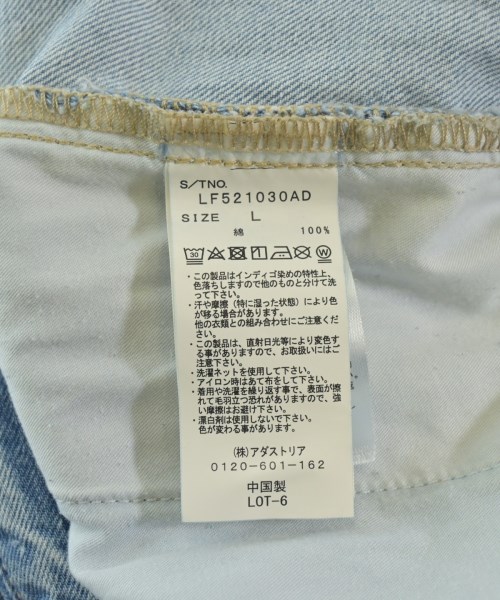 S/TNO.
LF521030AD
SIZE L
綿 100%
30 W
・この製品はインディゴ染めの特性上、
色落ちしますので他のものと分けて洗
って下さい。
・汗や摩擦(特に湿った状態)により色
が移る場合があります。
他の衣類との組み合わせにご注意くだ
さい。
・この製品は、直射日光等により変色す
る事がありますので、お取扱いにはご
注意下さい。
・洗濯ネットを使用して下さい。
・アイロン時はあて布をして下さい。
・着用や洗濯を繰り返す事で、表面が擦
れて毛羽立つ恐れがありますので、強
い摩擦はお避け下さい。
・漂白剤は使用しないで下さい。
色が変わる事があります。
(株)アダストリア
0120-601-162
中国製
LOT-6